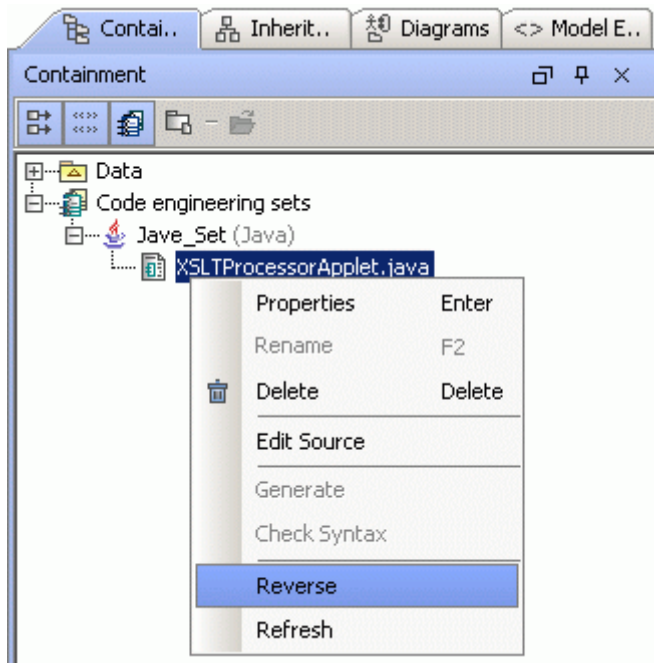 Contai.. Inherit.. Diagrams <> Model E..
Containment
Data
Code engineering sets
Jave_Set (Java)
XSLTProcessorApplet.java
Properties Enter
Rename F2
Delete Delete
Edit Source
Generate
Check Syntax
Reverse
Refresh